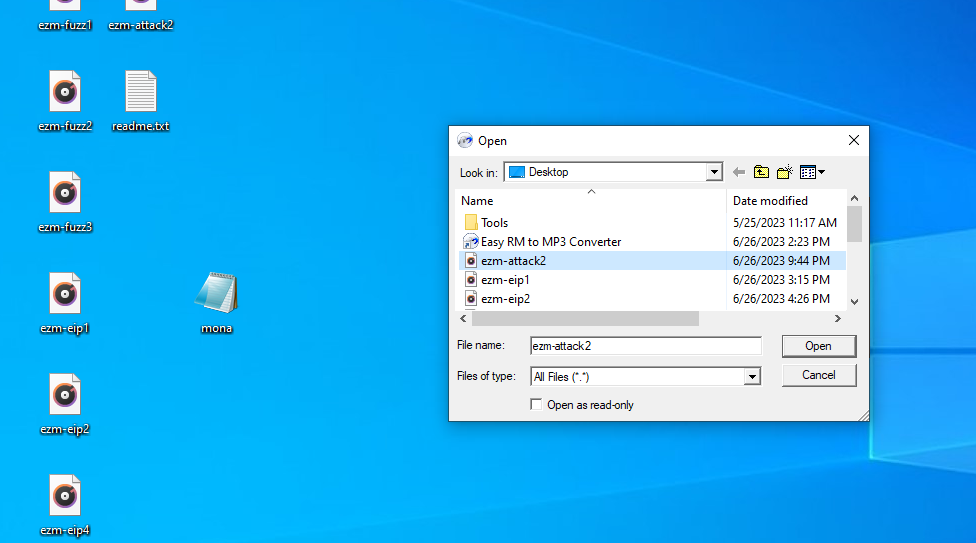 ezm-fuzz1 ezm-attack2
ezm-fuzz2 readme.txt
ezm-fuzz3
ezm-eip1 mona
ezm-eip2
ezm-eip4
Open
Look in: Desktop
Name Date modified
Tools 5/25/2023 11:17 AM
Easy RM to MP3 Converter 6/26/2023 2:23 PM
ezm-attack2 6/26/2023 9:44 PM
ezm-eip1 6/26/2023 3:15 PM
ezm-eip2 6/26/2023 4:26 PM
File name: ezm-attack2 Open
Files of type: All Files (*.*) Cancel
Open as read-only